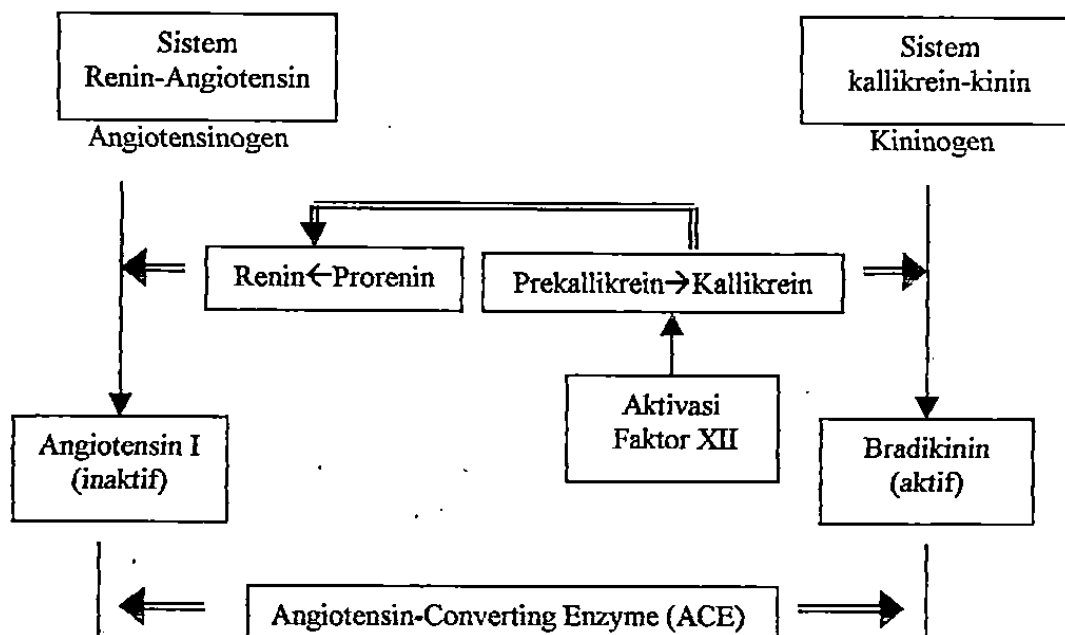 Sistem
Renin-Angiotensin
Sistem
kallikrein-kinin
Angiotensinogen
Kininogen
Renin←Prorenin
Prekallikrein→Kallikrein
Aktivasi
Faktor XII
Angiotensin I
(inaktif)
Bradikinin
(aktif)
Angiotensin-Converting Enzyme (ACE)